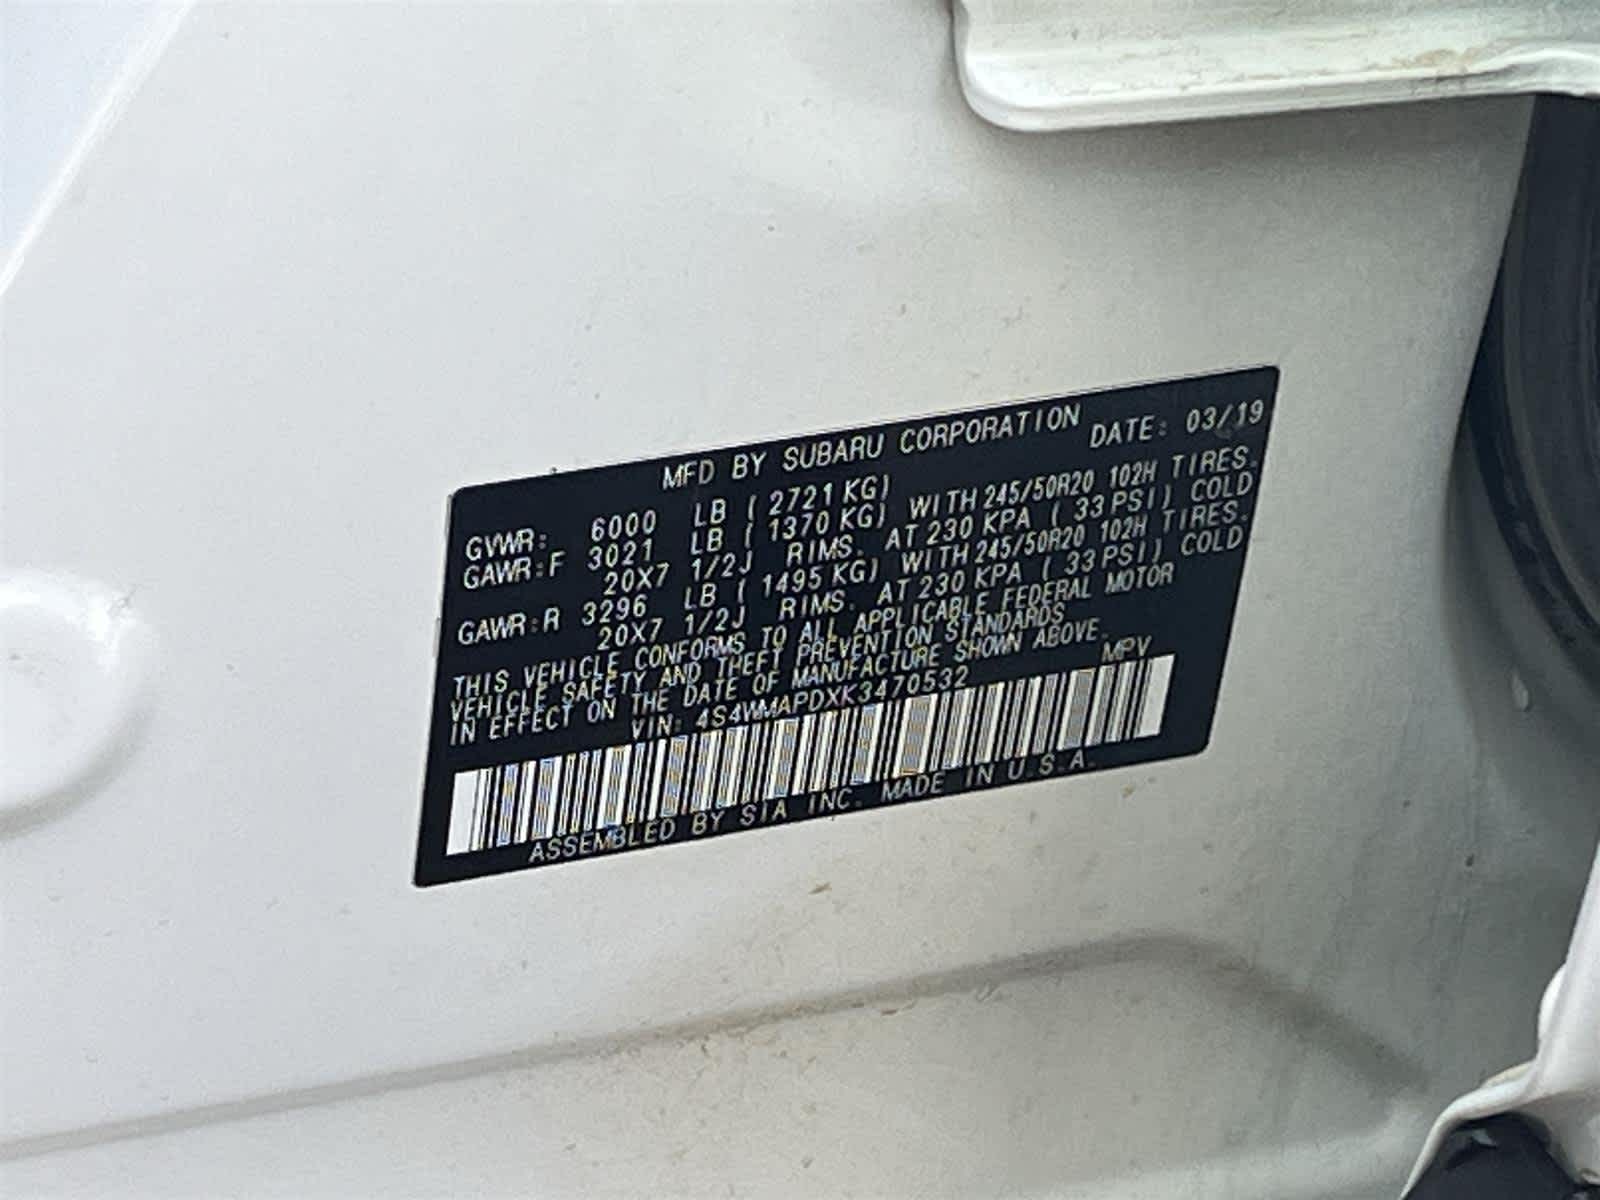 MFD BY SUBARU CORPORATION
DATE: 03/19
GVWR: 6000 LB ( 2721 KG)
GAWR:F 3021 LB ( 1370 KG) WITH 245/50R20 102H TIRES.
20X7 1/2J RIMS. AT 230 KPA ( 33 PSI) COLD
GAWR:R 3296 LB ( 1495 KG) WITH 245/50R20 102H TIRES.
20X7 1/2J RIMS. AT 230 KPA ( 33 PSI) COLD
THIS VEHICLE CONFORMS TO ALL APPLICABLE FEDERAL MOTOR
VEHICLE SAFETY AND THEFT PREVENTION STANDARDS
IN EFFECT ON THE DATE OF MANUFACTURE SHOWN ABOVE.
VIN: 4S4WMAPDXK3470532 MPV
ASSEMBLED BY SIA INC. MADE IN U.S.A.